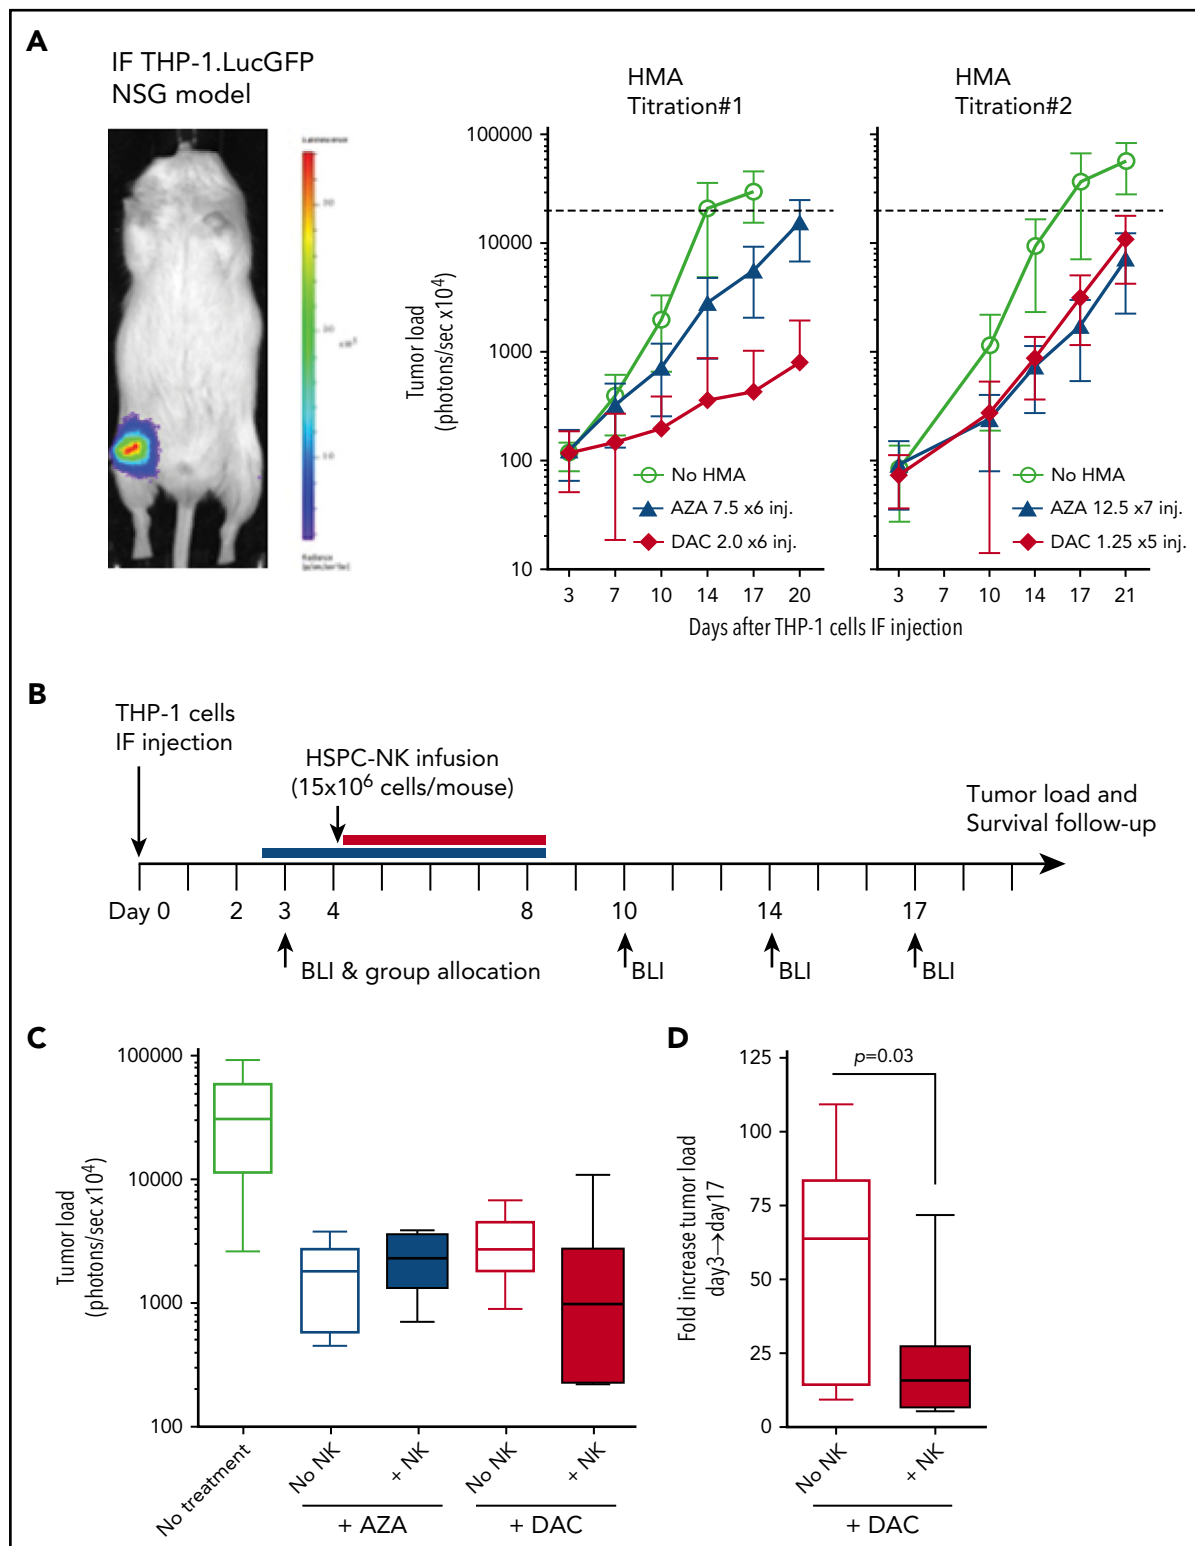 A
IF THP-1.LucGFP
NSG model
Luminescence
HMA
Titration#1
Tumor load
(photons/sec x10⁴)
100000
10000
1000
100
10
No HMA
AZA 7.5 x6 inj.
DAC 2.0 x6 inj.
3 7 10 14 17 20
HMA
Titration#2
No HMA
AZA 12.5 x7 inj.
DAC 1.25 x5 inj.
3 7 10 14 17 21
Days after THP-1 cells IF injection
B
THP-1 cells
IF injection
HSPC-NK infusion
(15x10⁶ cells/mouse)
Tumor load and
Survival follow-up
Day 0 2 3 4 8 10 14 17
BLI & group allocation
BLI
BLI
BLI
C
Tumor load
(photons/sec x10⁴)
100000
10000
1000
100
No treatment
No NK
+ NK
No NK
+ NK
+ AZA
+ DAC
D
Fold increase tumor load
day3→day17
125
100
75
50
25
0
p=0.03
No NK
+ NK
+ DAC